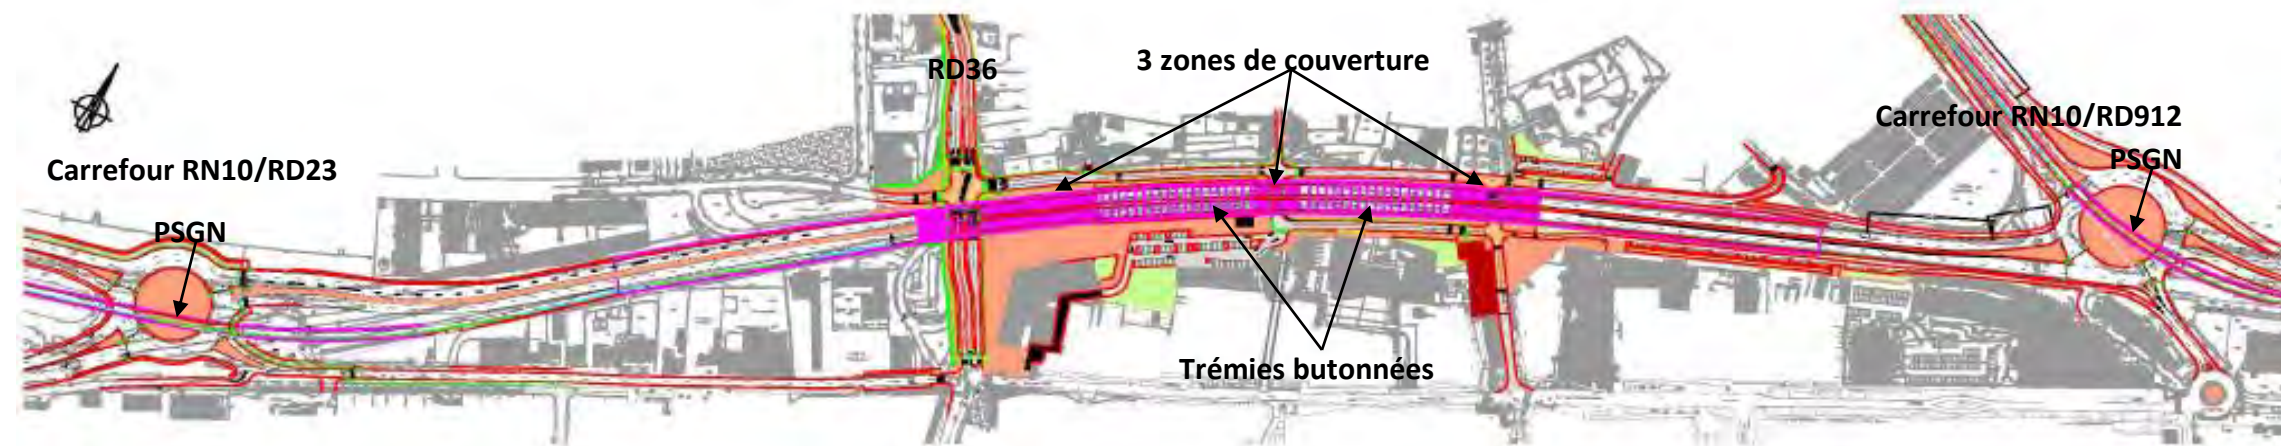 3 zones de couverture
RD36
Carrefour RN10/RD912
PSGN
Carrefour RN10/RD23
PSGN
Trémies butonnées